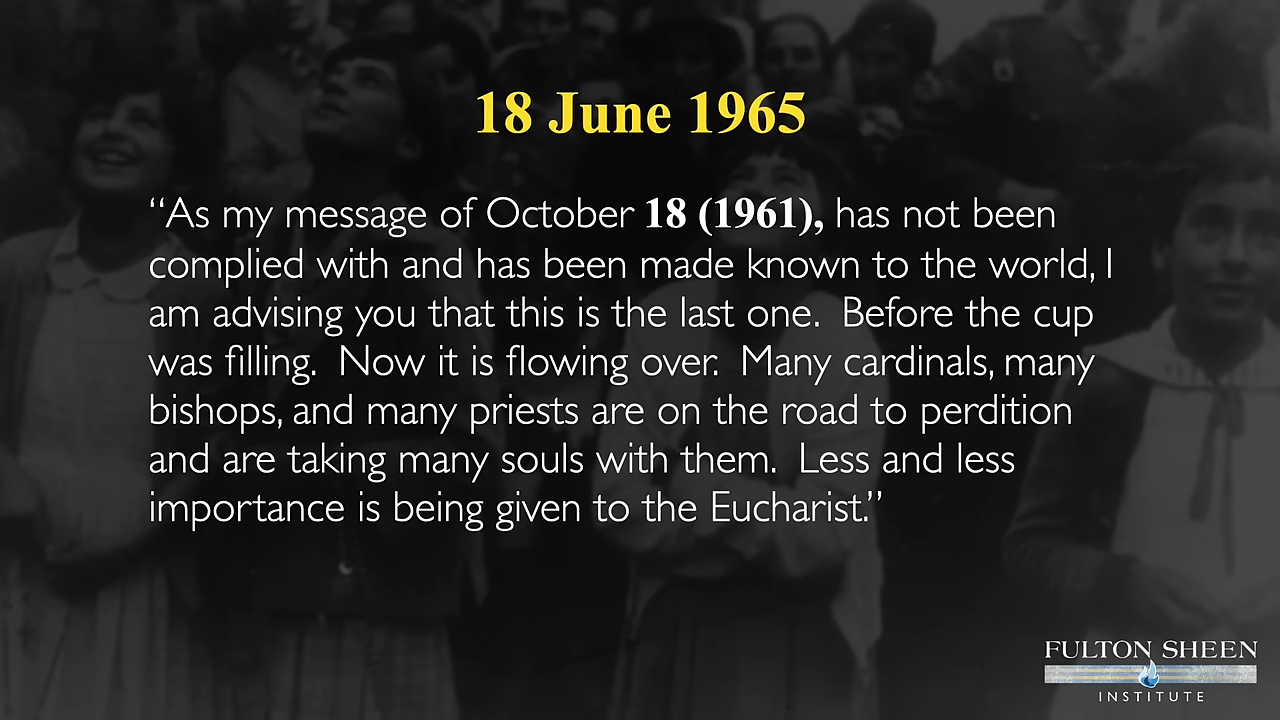 18 June 1965
“As my message of October 18 (1961), has not been
complied with and has been made known to the world, I
am advising you that this is the last one.  Before the cup
was filling.  Now it is flowing over.  Many cardinals, many
bishops, and many priests are on the road to perdition
and are taking many souls with them.  Less and less
importance is being given to the Eucharist.”
FULTON SHEEN
INSTITUTE